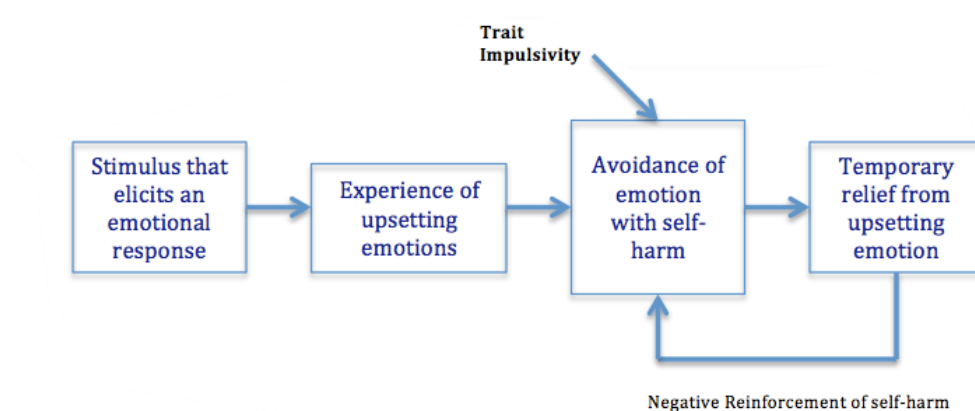 Trait
Impulsivity
Stimulus that
elicits an
emotional
response
Experience of
upsetting
emotions
Avoidance of
emotion
with self-
harm
Temporary
relief from
upsetting
emotion
Negative Reinforcement of self-harm